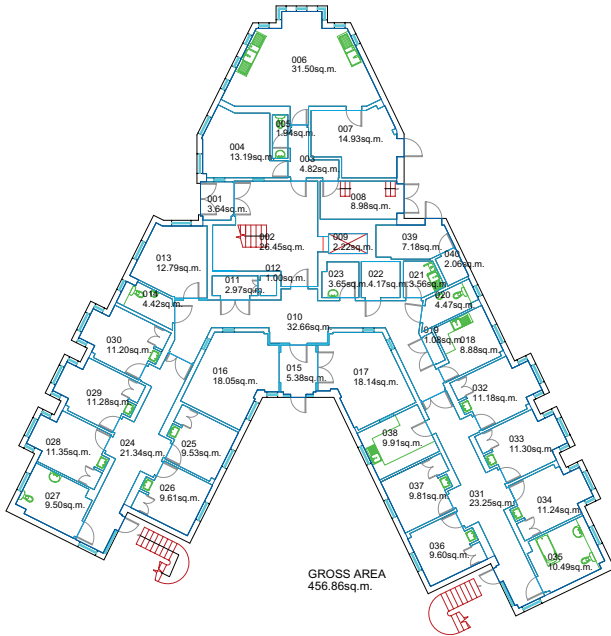 006
31.50sq.m.
005
1.94sq.m.
007
14.93sq.m.
004
13.19sq.m.
003
4.82sq.m.
001
3.64sq.m.
008
8.98sq.m.
002
26.45sq.m.
009
2.22sq.m.
039
7.18sq.m.
040
2.06sq.m.
013
12.79sq.m.
012
1.00sq.m.
011
2.97sq.m.
023
3.65sq.m.
022
4.17sq.m.
021
3.56sq.m.
014
4.42sq.m.
020
4.47sq.m.
010
32.66sq.m.
019
1.08sq.m.
018
8.88sq.m.
030
11.20sq.m.
016
18.05sq.m.
015
5.38sq.m.
017
18.14sq.m.
032
11.18sq.m.
029
11.28sq.m.
028
11.35sq.m.
024
21.34sq.m.
025
9.53sq.m.
038
9.91sq.m.
033
11.30sq.m.
027
9.50sq.m.
026
9.61sq.m.
037
9.81sq.m.
031
23.25sq.m.
034
11.24sq.m.
036
9.60sq.m.
035
10.49sq.m.
GROSS AREA
456.86sq.m.